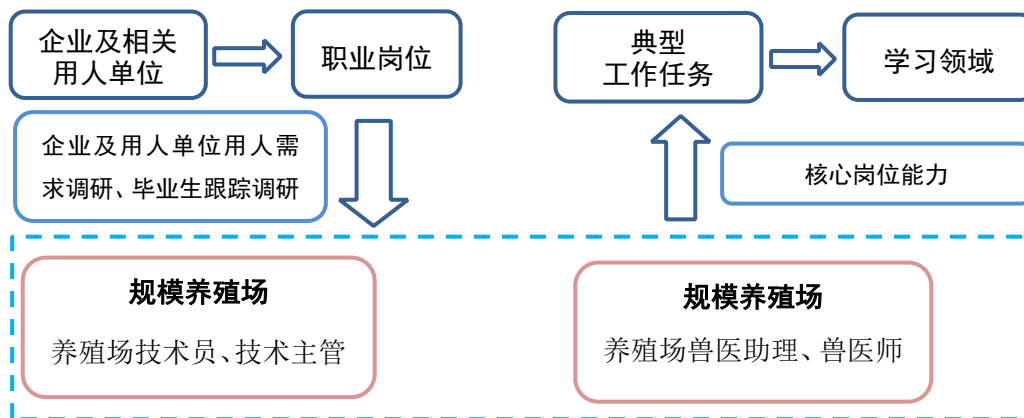 企业及相关
用人单位
职业岗位
典型
工作任务
学习领域
企业及用人单位用人需
求调研、毕业生跟踪调研
核心岗位能力
规模养殖场
养殖场技术员、技术主管
规模养殖场
养殖场兽医助理、兽医师